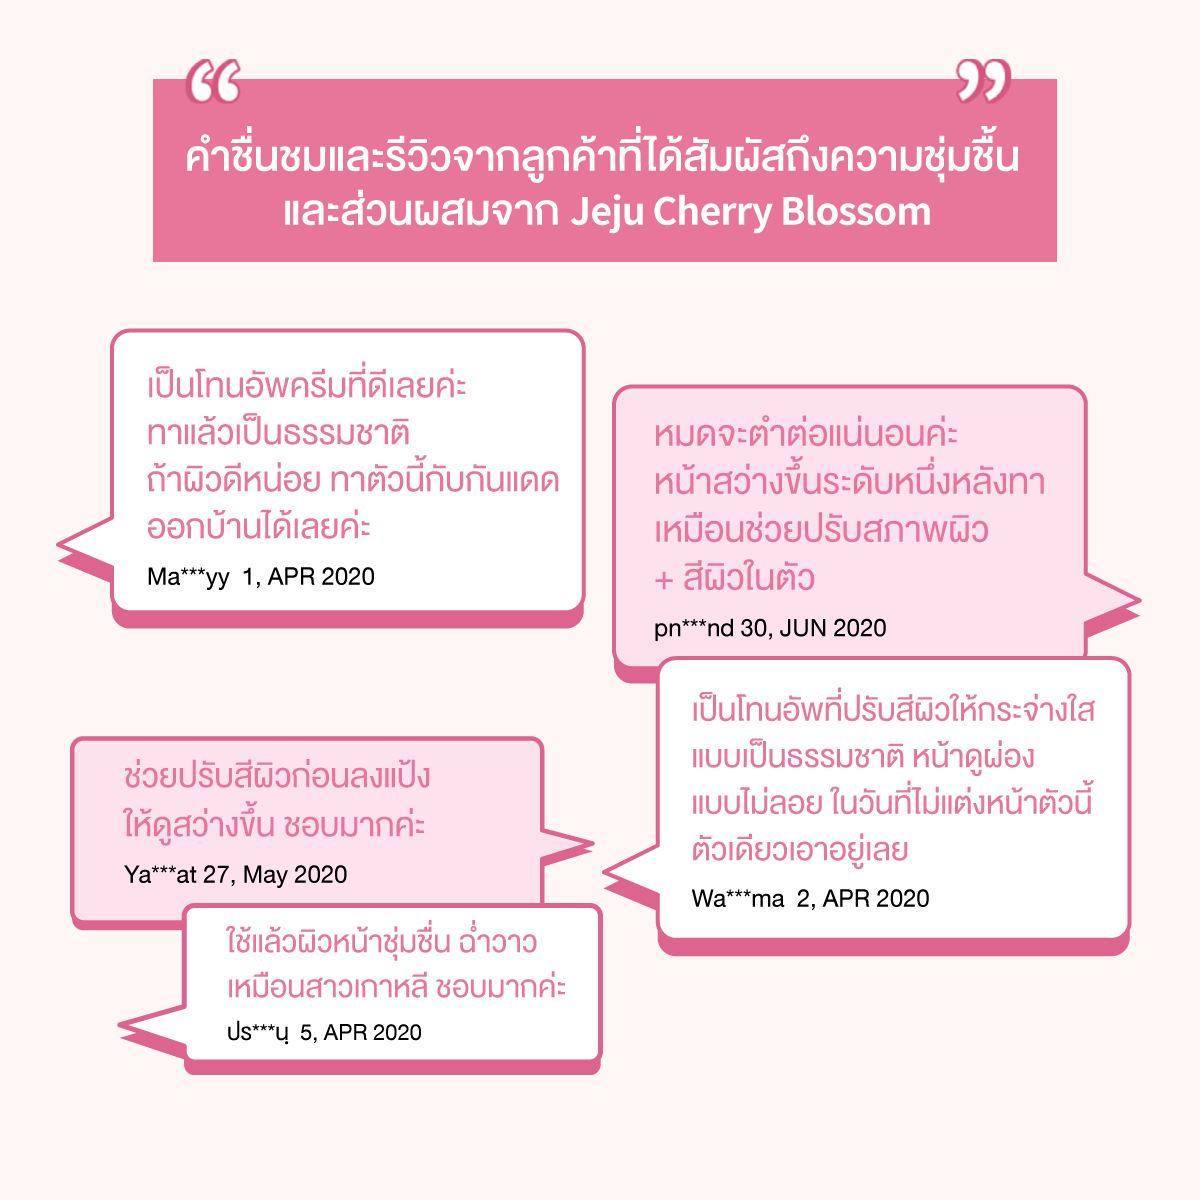 “ ”
คำชื่นชมและรีวิวจากลูกค้าที่ได้สัมผัสถึงความชุ่มชื้น
และส่วนผสมจาก Jeju Cherry Blossom
เป็นโทนอัพครีมที่ดีเลยค่ะ
ทาแล้วเป็นธรรมชาติ
ถ้าผิวดีหน่อย ทาตัวนี้กับกันแดด
ออกบ้านได้เลยค่ะ
Ma***yy 1, APR 2020
หมดจะตำต่อแน่นอนค่ะ
หน้าสว่างขึ้นระดับหนึ่งหลังทา
เหมือนช่วยปรับสภาพผิว
+ สีผิวในตัว
pn***nd 30, JUN 2020
เป็นโทนอัพที่ปรับสีผิวให้กระจ่างใส
แบบเป็นธรรมชาติ หน้าดูผ่อง
แบบไม่ลอย ในวันที่ไม่แต่งหน้าตัวนี้
ตัวเดียวเอาอยู่เลย
Wa***ma 2, APR 2020
ช่วยปรับสีผิวก่อนลงแป้ง
ให้ดูสว่างขึ้น ชอบมากค่ะ
Ya***at 27, May 2020
ใช้แล้วผิวหน้าชุ่มชื่น ฉ่ำวาว
เหมือนสาวเกาหลี ชอบมากค่ะ
ปร***นุ 5, APR 2020